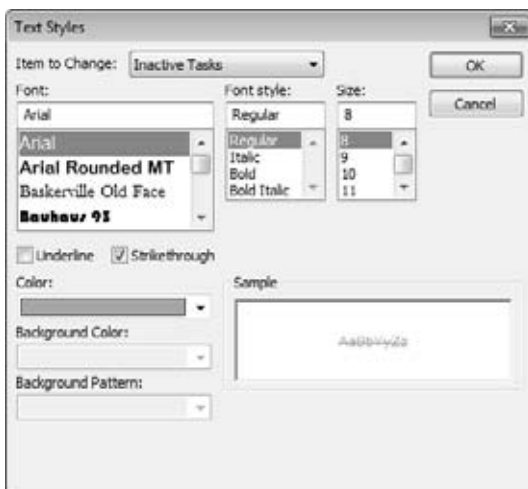 Text Styles
Item to Change: Inactive Tasks
OK
Font: Font style: Size:
Cancel
Arial Regular 8
Arial Regular 8
Arial Rounded MT Italic 9
Baskerville Old Face Bold 10
Bauhaus 93 Bold Italic 11
Underline Strikethrough
Color: Sample
AaBbYyZz
Background Color:
Background Pattern: